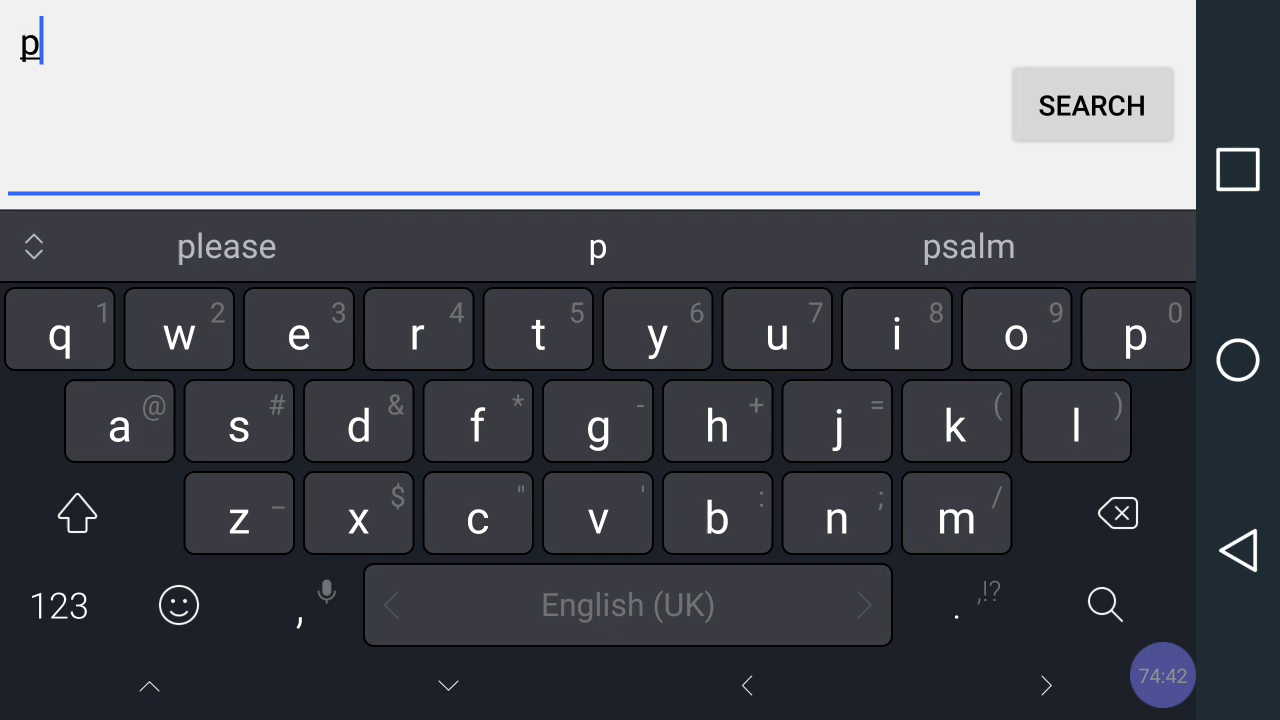 p
SEARCH
please p psalm
q 1 w 2 e 3 r 4 t 5 y 6 u 7 i 8 o 9 p 0
a @ s # d & f * g - h + j = k ( l )
z _ x $ c " v ' b : n ; m /
123 , English (UK) . ,!?
74:42